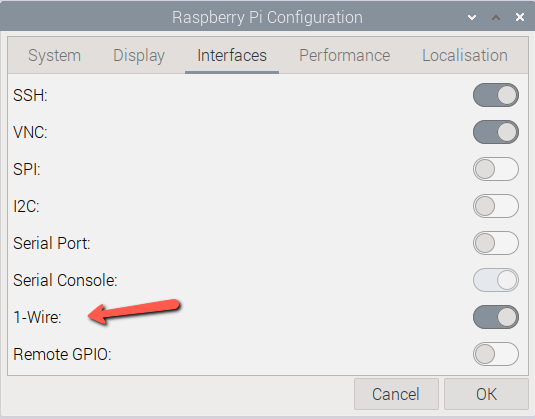 Raspberry Pi Configuration
System Display Interfaces Performance Localisation
SSH:
VNC:
SPI:
I2C:
Serial Port:
Serial Console:
1-Wire:
Remote GPIO:
Cancel OK